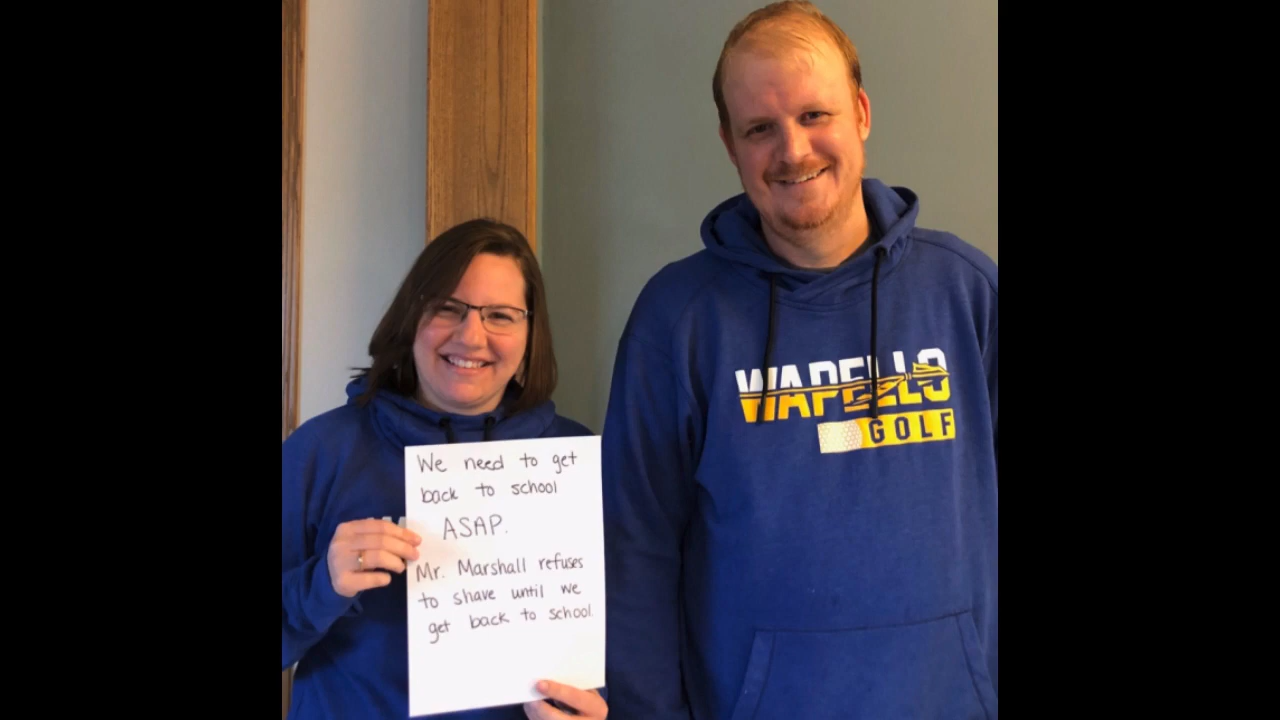 We need to get
back to school
ASAP.
Mr. Marshall refuses
to shave until we
get back to school.
WAPELLO
GOLF